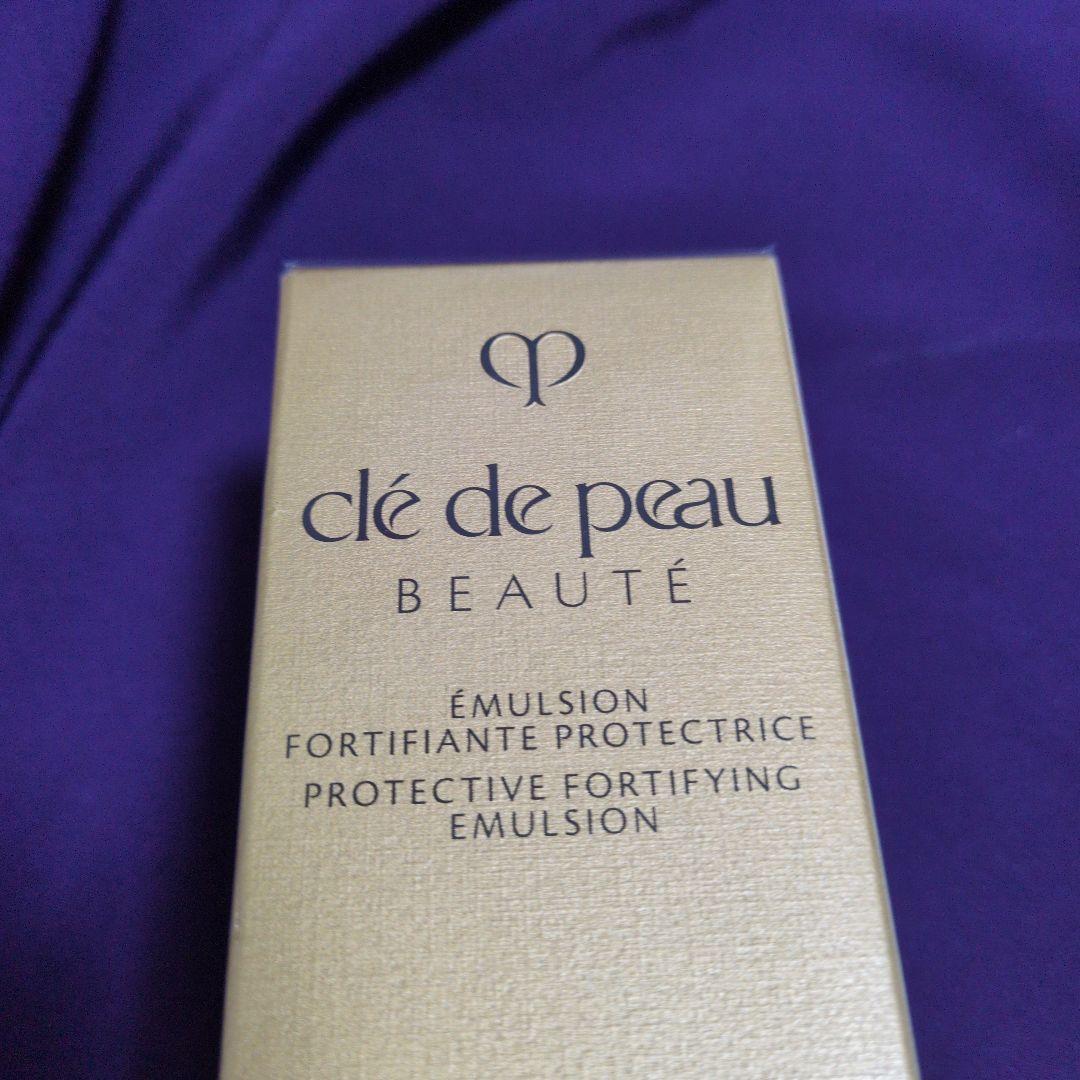 clé de peau
BEAUTÉ
ÉMULSION
FORTIFIANTE PROTECTRICE
PROTECTIVE FORTIFYING
EMULSION